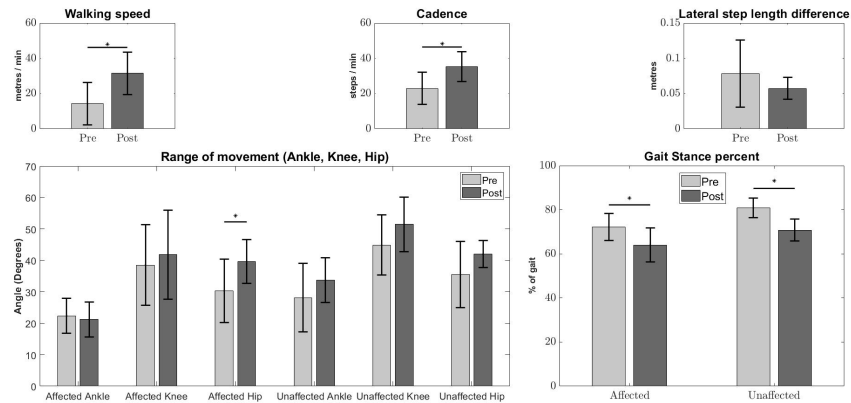 Walking speed
metres / min
60
40
20
0
*
Pre Post
Cadence
steps / min
60
40
20
0
*
Pre Post
Lateral step length difference
metres
0.15
0.1
0.05
0
Pre Post
Range of movement (Ankle, Knee, Hip)
Angle (Degrees)
70
60
50
40
30
20
10
0
*
Pre
Post
Affected Ankle Affected Knee Affected Hip Unaffected Ankle Unaffected Knee Unaffected Hip
Gait Stance percent
% of gait
100
80
60
40
20
0
* *
Pre
Post
Affected Unaffected